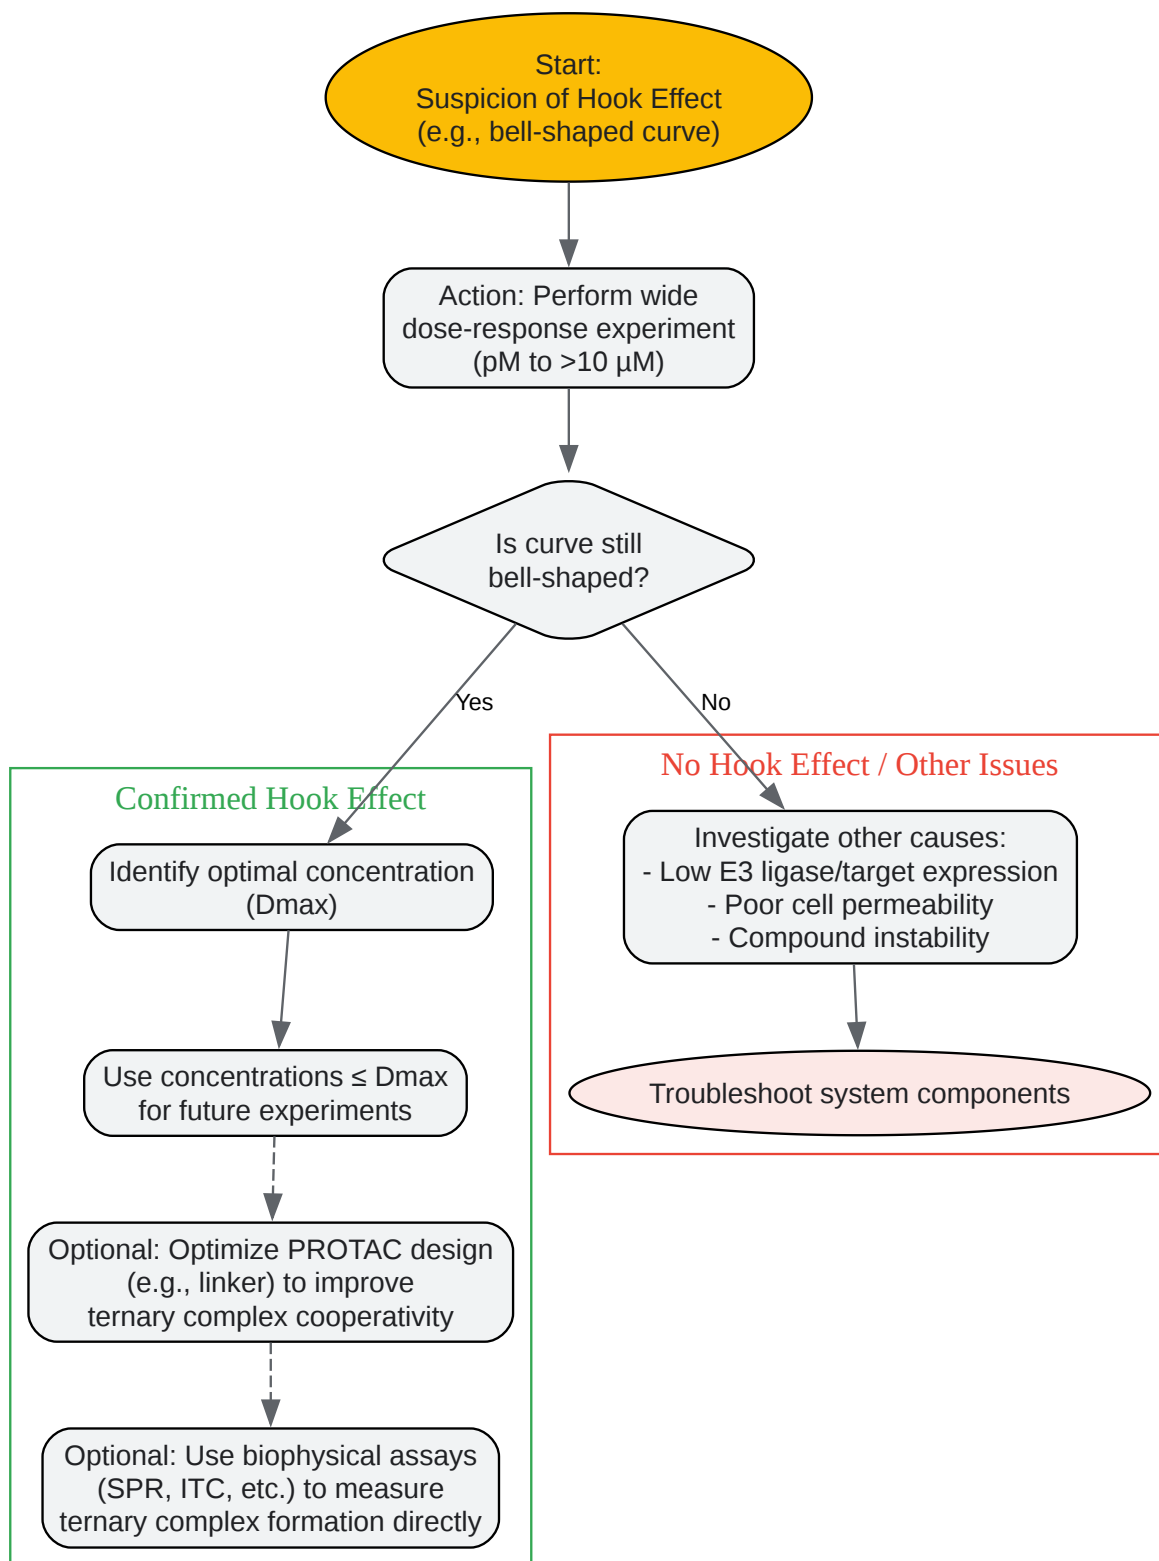 Start:
Suspicion of Hook Effect
(e.g., bell-shaped curve)
Action: Perform wide
dose-response experiment
(pM to >10 µM)
Is curve still
bell-shaped?
Yes
No
Confirmed Hook Effect
Identify optimal concentration
(Dmax)
Use concentrations ≤ Dmax
for future experiments
Optional: Optimize PROTAC design
(e.g., linker) to improve
ternary complex cooperativity
Optional: Use biophysical assays
(SPR, ITC, etc.) to measure
ternary complex formation directly
No Hook Effect / Other Issues
Investigate other causes:
- Low E3 ligase/target expression
- Poor cell permeability
- Compound instability
Troubleshoot system components